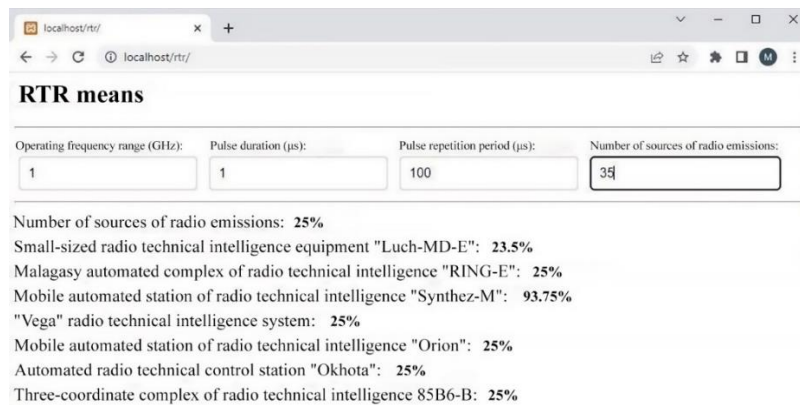 localhost/rtr/
localhost/rtr/
M
RTR means
Operating frequency range (GHz): Pulse duration (µs): Pulse repetition period (µs): Number of sources of radio emissions:
1 1 100 35
Number of sources of radio emissions: 25%
Small-sized radio technical intelligence equipment "Luch-MD-E": 23.5%
Malagasy automated complex of radio technical intelligence "RING-E": 25%
Mobile automated station of radio technical intelligence "Synthez-M": 93.75%
"Vega" radio technical intelligence system: 25%
Mobile automated station of radio technical intelligence "Orion": 25%
Automated radio technical control station "Okhota": 25%
Three-coordinate complex of radio technical intelligence 85B6-B: 25%